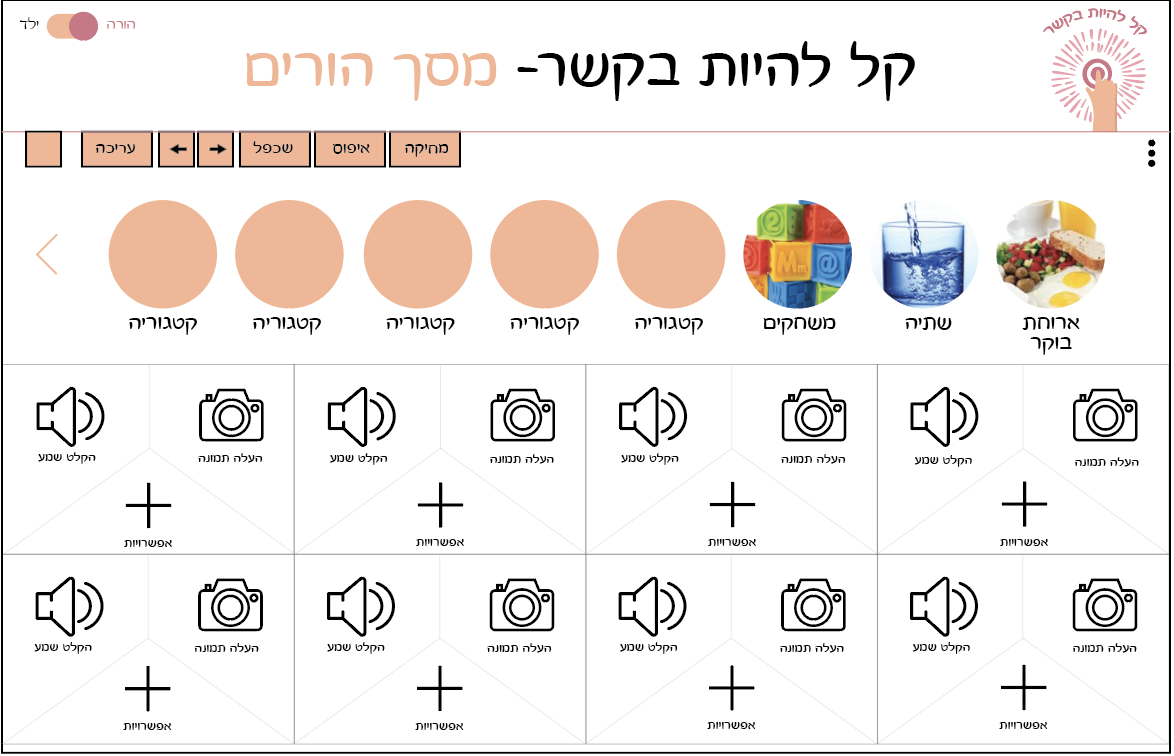 קל להיות בקשר
הורה
ילד
קל להיות בקשר- מסך הורים
מחיקה
איפוס
שכפל
עריכה
ארוחת
בוקר
שתיה
משחקים
קטגוריה
קטגוריה
קטגוריה
קטגוריה
קטגוריה
העלה תמונה
הקלט שמע
אפשרויות
העלה תמונה
הקלט שמע
אפשרויות
העלה תמונה
הקלט שמע
אפשרויות
העלה תמונה
הקלט שמע
אפשרויות
העלה תמונה
הקלט שמע
אפשרויות
העלה תמונה
הקלט שמע
אפשרויות
העלה תמונה
הקלט שמע
אפשרויות
העלה תמונה
הקלט שמע
אפשרויות